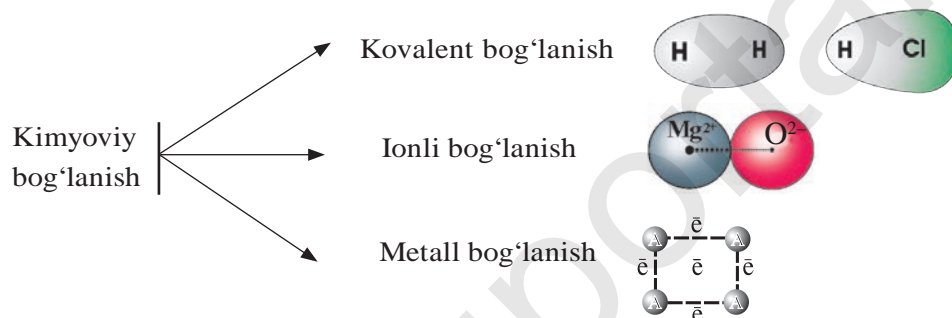 Kovalent bog‘lanish
H H
H Cl
Kimyoviy
bog‘lanish
Ionli bog‘lanish
Mg²⁺ O²⁻
Metall bog‘lanish
ē
A A
ē ē ē
A A
ē